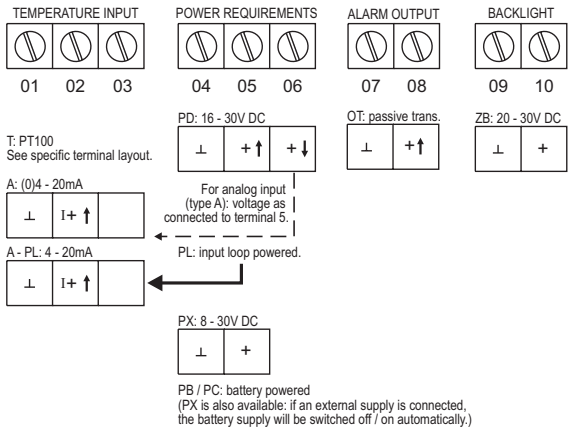 TEMPERATURE INPUT POWER REQUIREMENTS ALARM OUTPUT BACKLIGHT
01 02 03 04 05 06 07 08 09 10
PD: 16 - 30V DC OT: passive trans. ZB: 20 - 30V DC
⊥ +↑ +↓ ⊥ +↑ ⊥ +
T: PT100
See specific terminal layout.
A: (0)4 - 20mA
⊥ I+ ↑
For analog input
(type A): voltage as
connected to terminal 5.
A - PL: 4 - 20mA PL: input loop powered.
⊥ I+ ↑
PX: 8 - 30V DC
⊥ +
PB / PC: battery powered
(PX is also available: if an external supply is connected,
the battery supply will be switched off / on automatically.)